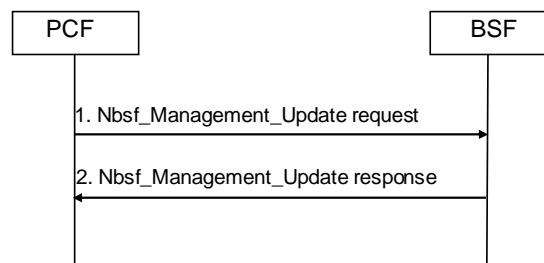 PCF
BSF
1. Nbsf_Management_Update request
2. Nbsf_Management_Update response